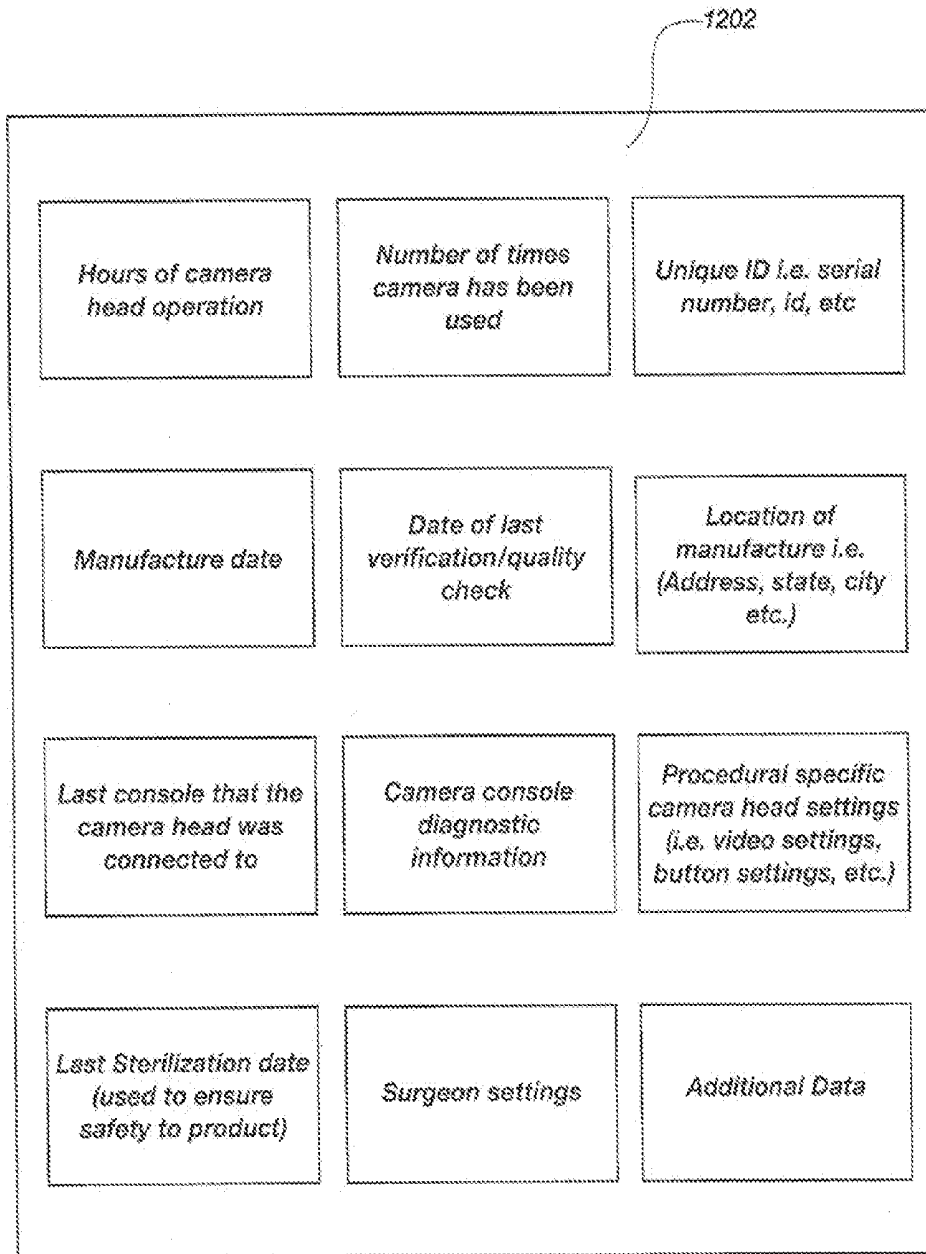 1202
Hours of camera
head operation
Number of times
camera has been
used
Unique ID i.e. serial
number, id, etc
Manufacture date
Date of last
verification/quality
check
Location of
manufacture i.e.
(Address, state, city
etc.)
Last console that the
camera head was
connected to
Camera console
diagnostic
information
Procedural specific
camera head settings
(i.e. video settings,
button settings, etc.)
Last Sterilization date
(used to ensure
safety to product)
Surgeon settings
Additional Data